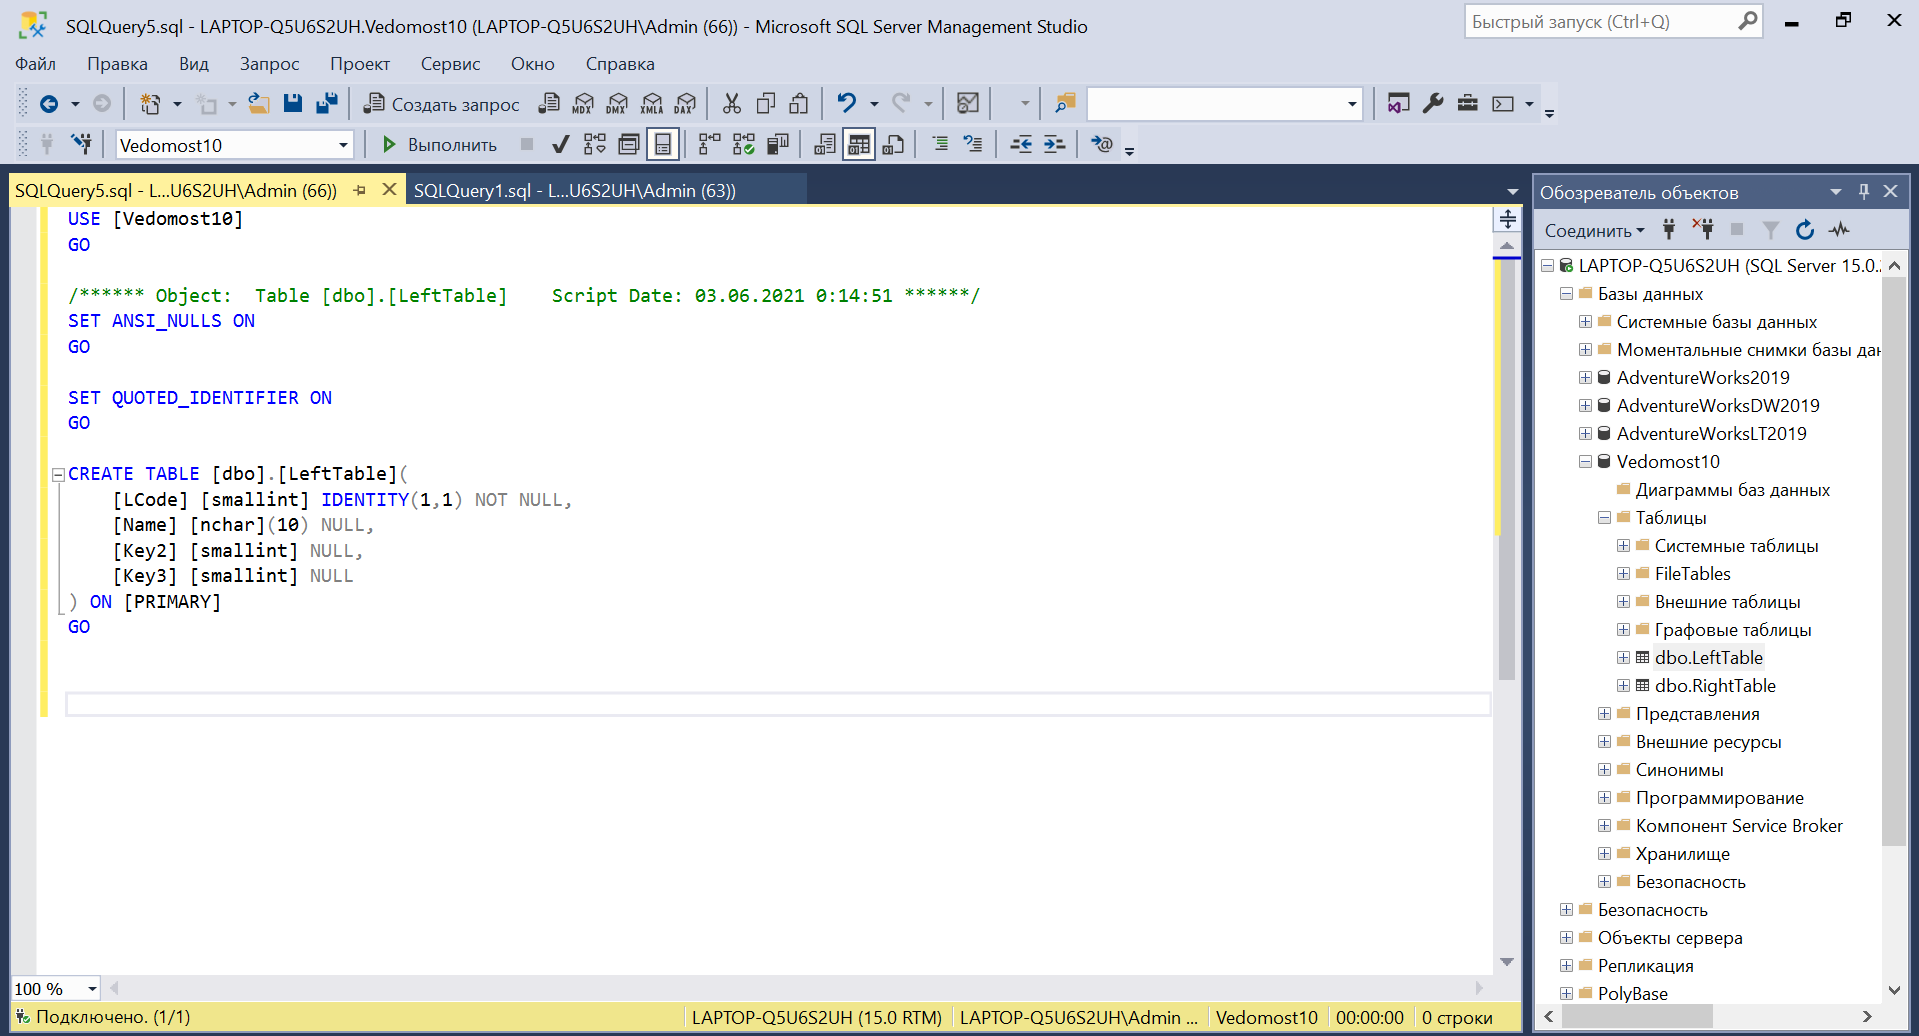 SQLQuery5.sql - LAPTOP-Q5U6S2UH.Vedomost10 (LAPTOP-Q5U6S2UH\Admin (66)) - Microsoft SQL Server Management Studio
Быстрый запуск (Ctrl+Q)
Файл Правка Вид Запрос Проект Сервис Окно Справка
Создать запрос MDX DMX XMLA DAX
Vedomost10 Выполнить
SQLQuery5.sql - L...U6S2UH\Admin (66)) SQLQuery1.sql - L...U6S2UH\Admin (63))
USE [Vedomost10]
GO
/****** Object:  Table [dbo].[LeftTable]    Script Date: 03.06.2021 0:14:51 ******/
SET ANSI_NULLS ON
GO
SET QUOTED_IDENTIFIER ON
GO
CREATE TABLE [dbo].[LeftTable](
[LCode] [smallint] IDENTITY(1,1) NOT NULL,
[Name] [nchar](10) NULL,
[Key2] [smallint] NULL,
[Key3] [smallint] NULL
) ON [PRIMARY]
GO
100 %
Подключено. (1/1) LAPTOP-Q5U6S2UH (15.0 RTM) LAPTOP-Q5U6S2UH\Admin ... Vedomost10 00:00:00 0 строки
Обозреватель объектов
Соединить
LAPTOP-Q5U6S2UH (SQL Server 15.0.
Базы данных
Системные базы данных
Моментальные снимки базы дан
AdventureWorks2019
AdventureWorksDW2019
AdventureWorksLT2019
Vedomost10
Диаграммы баз данных
Таблицы
Системные таблицы
FileTables
Внешние таблицы
Графовые таблицы
dbo.LeftTable
dbo.RightTable
Представления
Внешние ресурсы
Синонимы
Программирование
Компонент Service Broker
Хранилище
Безопасность
Безопасность
Объекты сервера
Репликация
PolyBase